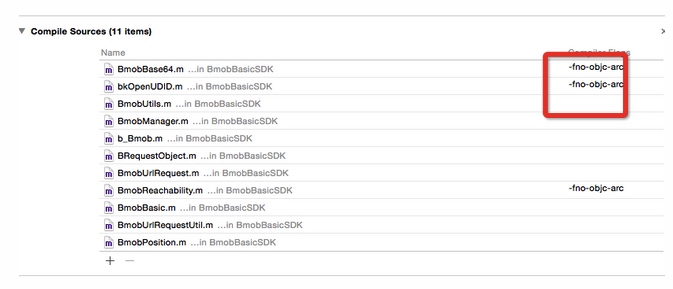 Compile Sources (11 items)
Name Compiler Flags
BmobBase64.m ...in BmobBasicSDK -fno-objc-arc
bkOpenUDID.m ...in BmobBasicSDK -fno-objc-arc
BmobUtils.m ...in BmobBasicSDK
BmobManager.m ...in BmobBasicSDK
b_Bmob.m ...in BmobBasicSDK
BRequestObject.m ...in BmobBasicSDK
BmobUrlRequest.m ...in BmobBasicSDK
BmobReachability.m ...in BmobBasicSDK -fno-objc-arc
BmobBasic.m ...in BmobBasicSDK
BmobUrlRequestUtil.m ...in BmobBasicSDK
BmobPosition.m ...in BmobBasicSDK